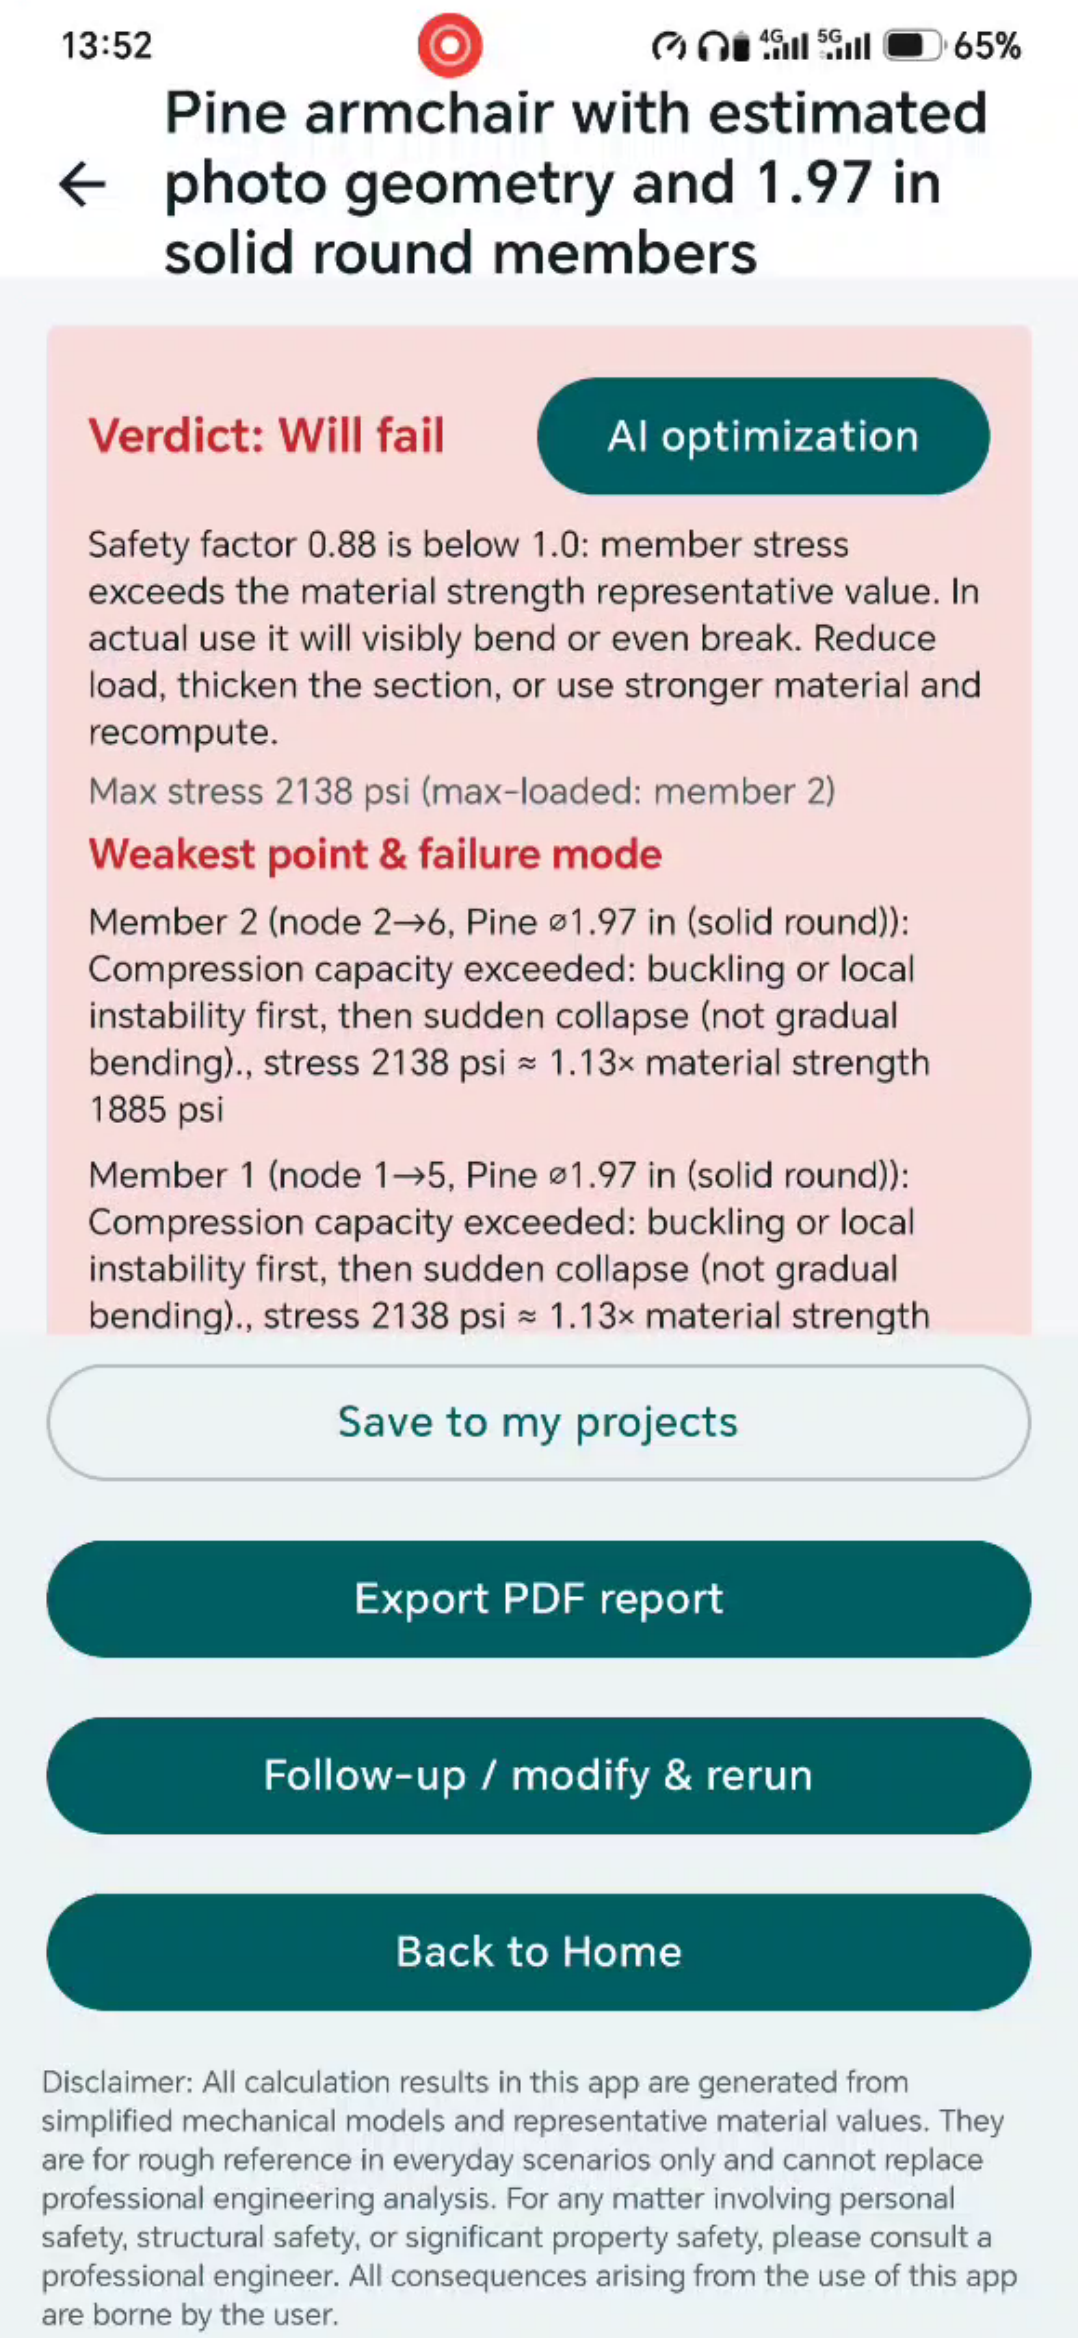 13:52
4G 5G 65%
Pine armchair with estimated
photo geometry and 1.97 in
solid round members
Verdict: Will fail
AI optimization
Safety factor 0.88 is below 1.0: member stress
exceeds the material strength representative value. In
actual use it will visibly bend or even break. Reduce
load, thicken the section, or use stronger material and
recompute.
Max stress 2138 psi (max-loaded: member 2)
Weakest point & failure mode
Member 2 (node 2→6, Pine ⌀1.97 in (solid round)):
Compression capacity exceeded: buckling or local
instability first, then sudden collapse (not gradual
bending)., stress 2138 psi ≈ 1.13× material strength
1885 psi
Member 1 (node 1→5, Pine ⌀1.97 in (solid round)):
Compression capacity exceeded: buckling or local
instability first, then sudden collapse (not gradual
bending)., stress 2138 psi ≈ 1.13× material strength
Save to my projects
Export PDF report
Follow-up / modify & rerun
Back to Home
Disclaimer: All calculation results in this app are generated from
simplified mechanical models and representative material values. They
are for rough reference in everyday scenarios only and cannot replace
professional engineering analysis. For any matter involving personal
safety, structural safety, or significant property safety, please consult a
professional engineer. All consequences arising from the use of this app
are borne by the user.